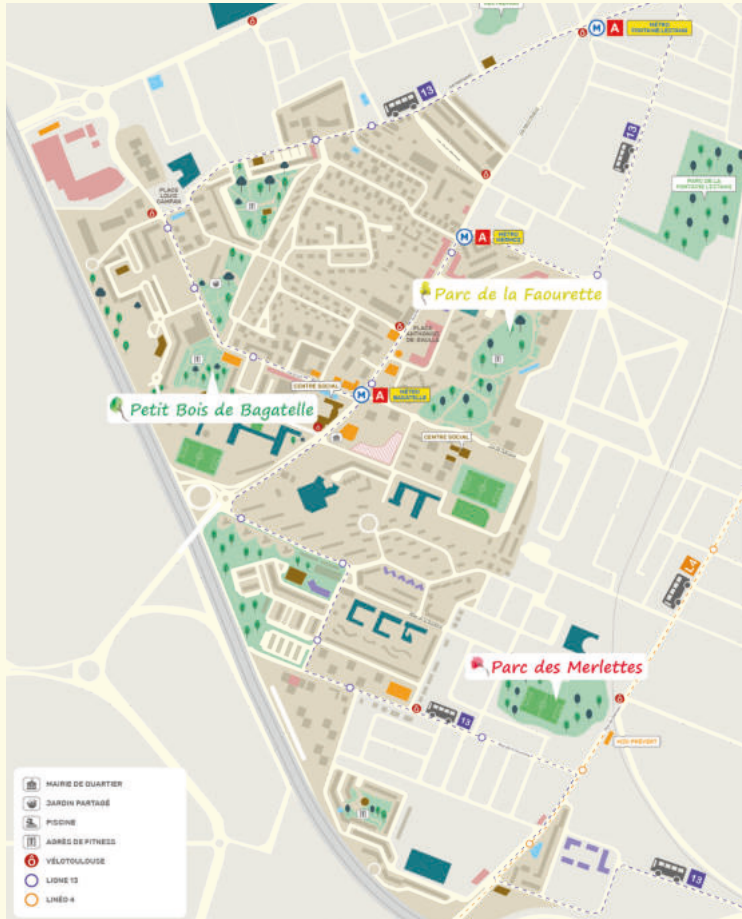 M A MÉTRO
FONTAINE LESTANG
13
13
PARC DE LA
FONTAINE LESTANG
PLACE
LOUIS
CAMPAN
M A MÉTRO
HERMÈS
Parc de la Faourette
PLACE
DE-GAULLE
CENTRE SOCIAL
M A MÉTRO
BAGATELLE
Petit Bois de Bagatelle
CENTRE SOCIAL
L4
Parc des Merlettes
13
MAIRIE DE QUARTIER
JARDIN PARTAGÉ
PISCINE
AGRÈS DE FITNESS
VÉLOTOULOUSE
LIGNE 13
LINÉO 4
13